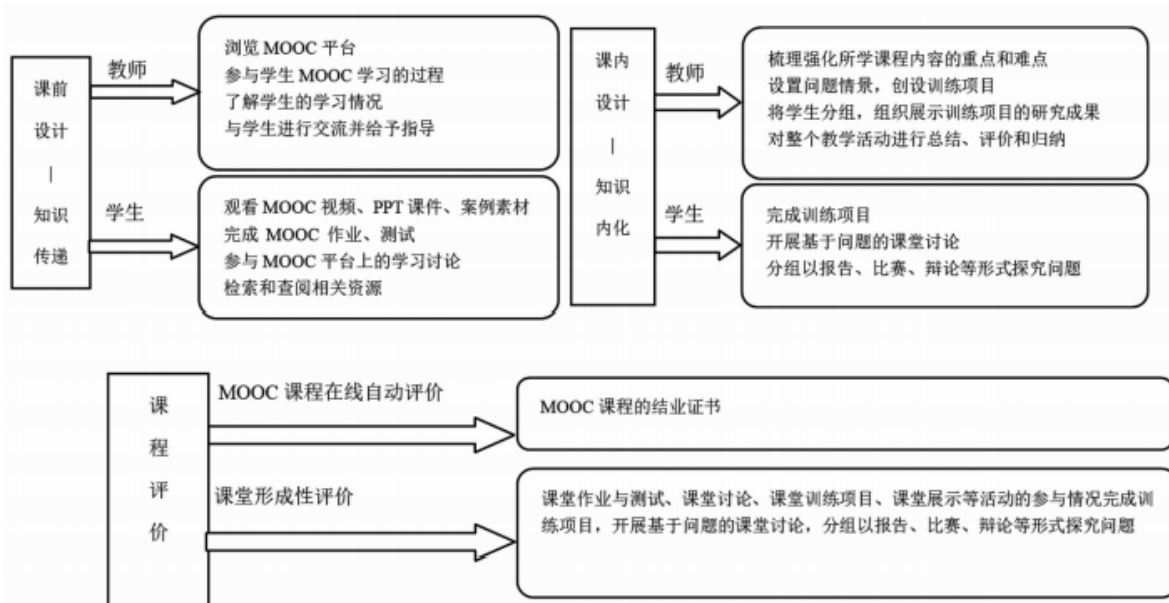 课前
设计
|
知识
传递
教师
浏览 MOOC 平台
参与学生 MOOC 学习的过程
了解学生的学习情况
与学生进行交流并给予指导
学生
观看 MOOC 视频、PPT 课件、案例素材
完成 MOOC 作业、测试
参与 MOOC 平台上的学习讨论
检索和查阅相关资源
课内
设计
|
知识
内化
教师
梳理强化所学课程内容的重点和难点
设置问题情景，创设训练项目
将学生分组，组织展示训练项目的研究成果
对整个教学活动进行总结、评价和归纳
学生
完成训练项目
开展基于问题的课堂讨论
分组以报告、比赛、辩论等形式探究问题
课
程
评
价
MOOC 课程在线自动评价
MOOC 课程的结业证书
课堂形成性评价
课堂作业与测试、课堂讨论、课堂训练项目、课堂展示等活动的参与情况完成训
练项目，开展基于问题的课堂讨论，分组以报告、比赛、辩论等形式探究问题